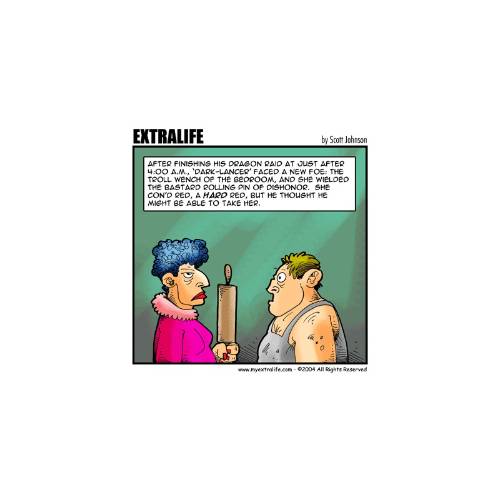 EXTRALIFE
by Scott Johnson
AFTER FINISHING HIS DRAGON RAID AT JUST AFTER
4:00 A.M., 'DARK-LANCER' FACED A NEW FOE: THE
TROLL WENCH OF THE BEDROOM, AND SHE WIELDED
THE BASTARD ROLLING PIN OF DISHONOR. SHE
CON'D RED, A HARD RED, BUT HE THOUGHT HE
MIGHT BE ABLE TO TAKE HER.
www.myextralife.com - ©2004 All Rights Reserved